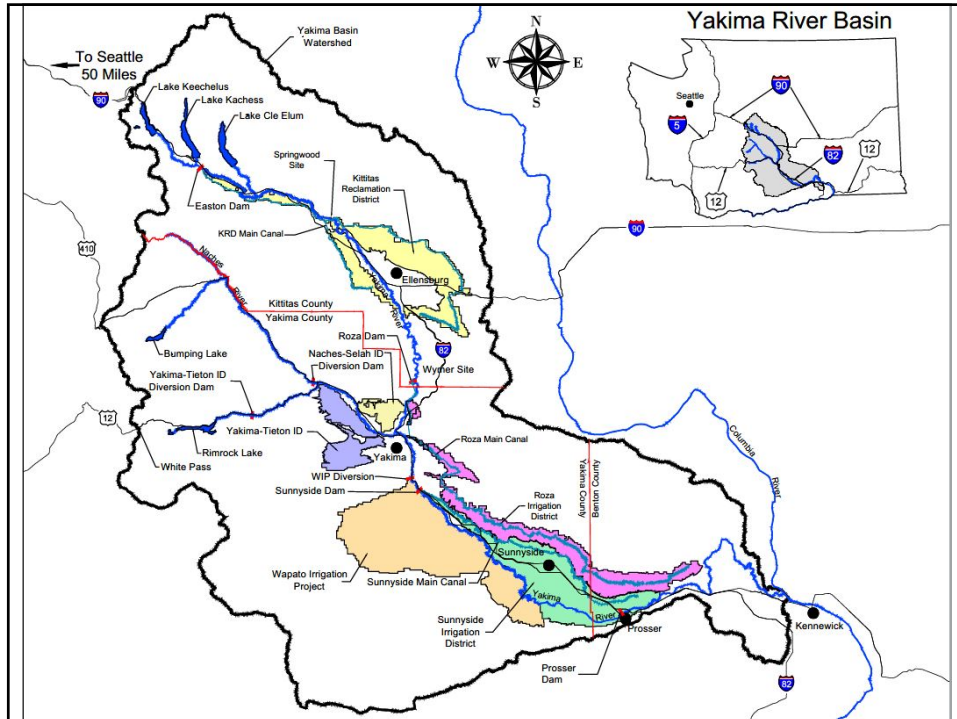 Yakima River Basin
N
W
E
S
Yakima Basin
Watershed
To Seattle
50 Miles
90
Lake Keechelus
Lake Kachess
Lake Cle Elum
Seattle
90
5
82
12
12
Springwood
Site
Kittitas
Reclamation
District
Easton Dam
KRD Main Canal
90
410
Naches
River
Ellensburg
Yakima
River
Kittitas County
Yakima County
Roza Dam
82
Bumping Lake
Naches-Selah ID
Diversion Dam
Wymer Site
Yakima-Tieton ID
Diversion Dam
12
Rimrock Lake
Yakima-Tieton ID
Yakima
Roza Main Canal
White Pass
WIP Diversion
Sunnyside Dam
Roza
Irrigation
District
Yakima County
Benton County
Columbia
River
Sunnyside
Wapato Irrigation
Project
Sunnyside Main Canal
Yakima
River
Sunnyside
Irrigation
District
Prosser
Prosser
Dam
Kennewick
82